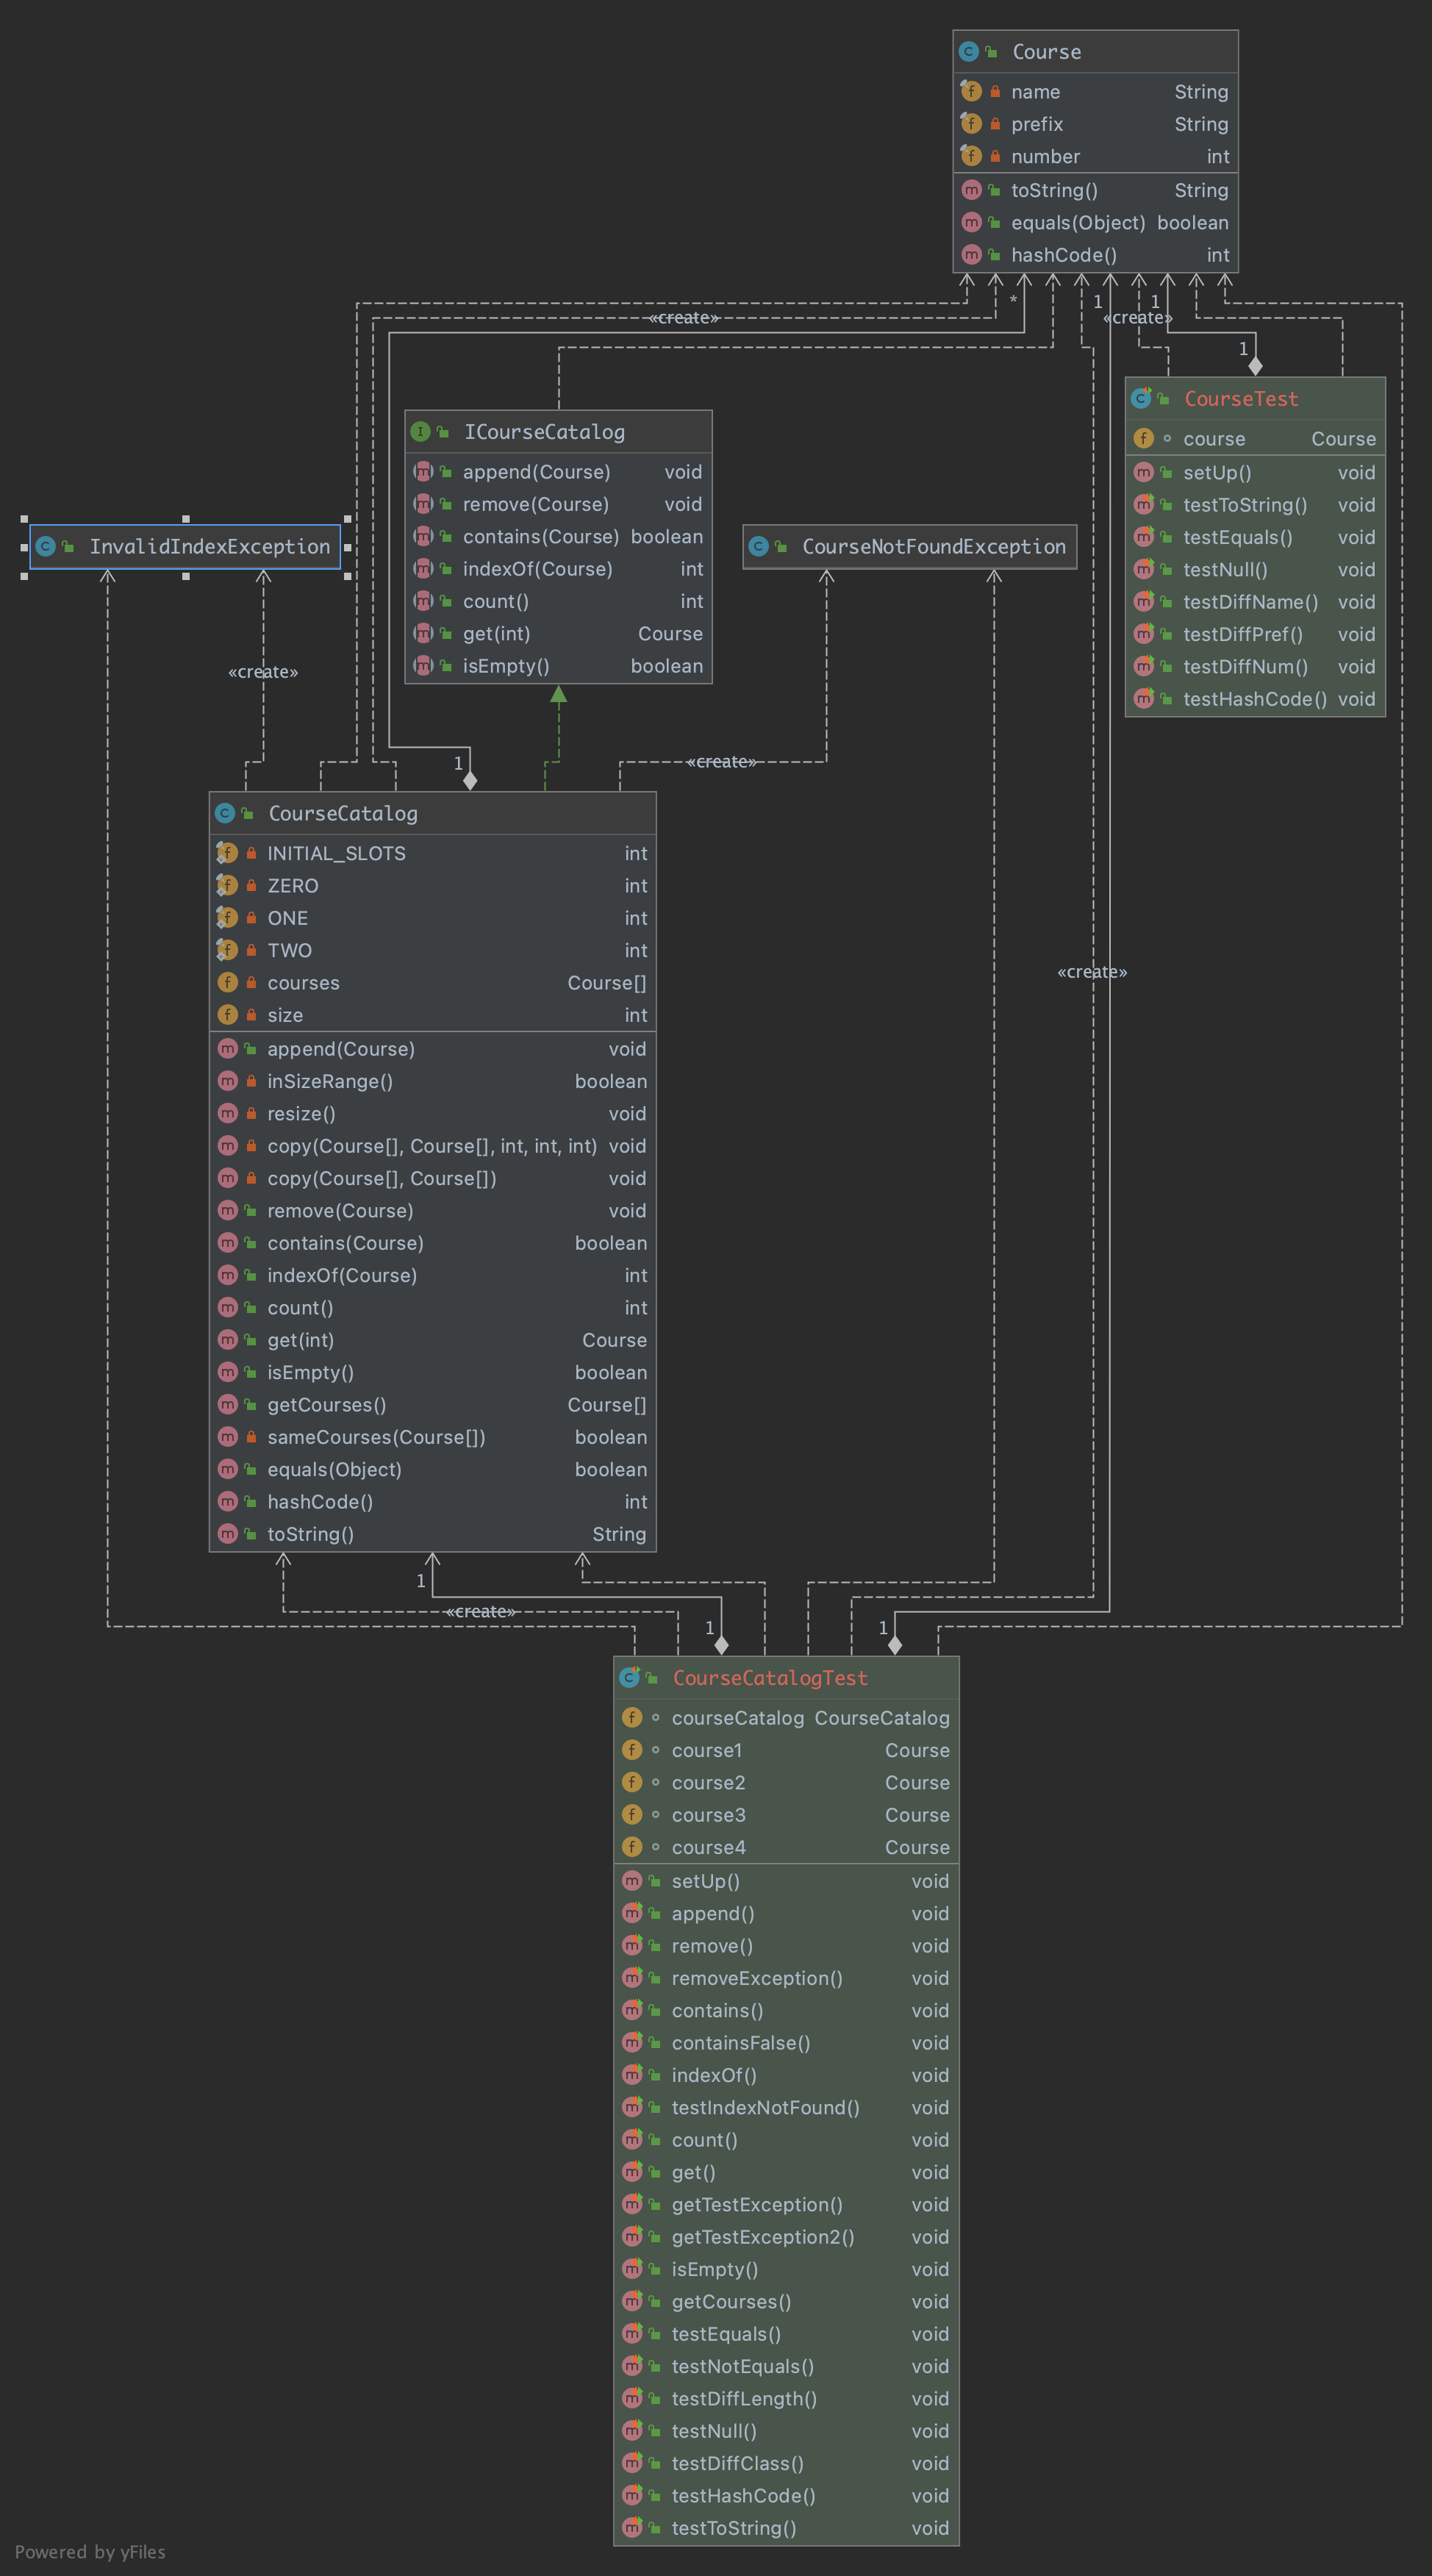 Course
name String
prefix String
number int
toString() String
equals(Object) boolean
hashCode() int
* 1 1
«create» «create»
1
CourseTest
course Course
setUp() void
testToString() void
testEquals() void
testNull() void
testDiffName() void
testDiffPref() void
testDiffNum() void
testHashCode() void
ICourseCatalog
append(Course) void
remove(Course) void
contains(Course) boolean
indexOf(Course) int
count() int
get(int) Course
isEmpty() boolean
InvalidIndexException
CourseNotFoundException
«create»
1
«create»
CourseCatalog
INITIAL_SLOTS int
ZERO int
ONE int
TWO int
courses Course[]
size int
append(Course) void
inSizeRange() boolean
resize() void
copy(Course[], Course[], int, int, int) void
copy(Course[], Course[]) void
remove(Course) void
contains(Course) boolean
indexOf(Course) int
count() int
get(int) Course
isEmpty() boolean
getCourses() Course[]
sameCourses(Course[]) boolean
equals(Object) boolean
hashCode() int
toString() String
«create»
1
«create»
1 1
CourseCatalogTest
courseCatalog CourseCatalog
course1 Course
course2 Course
course3 Course
course4 Course
setUp() void
append() void
remove() void
removeException() void
contains() void
containsFalse() void
indexOf() void
testIndexNotFound() void
count() void
get() void
getTestException() void
getTestException2() void
isEmpty() void
getCourses() void
testEquals() void
testNotEquals() void
testDiffLength() void
testNull() void
testDiffClass() void
testHashCode() void
testToString() void
Powered by yFiles